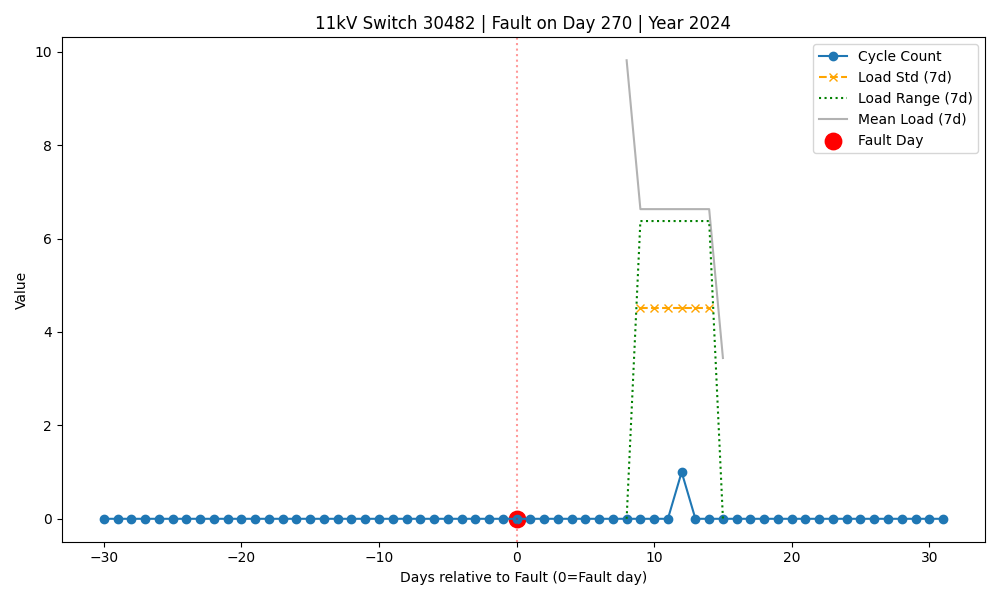 11kV Switch 30482 | Fault on Day 270 | Year 2024
Cycle Count
Load Std (7d)
Load Range (7d)
Mean Load (7d)
Fault Day
Value
10
8
6
4
2
0
−30
−20
−10
0
10
20
30
Days relative to Fault (0=Fault day)